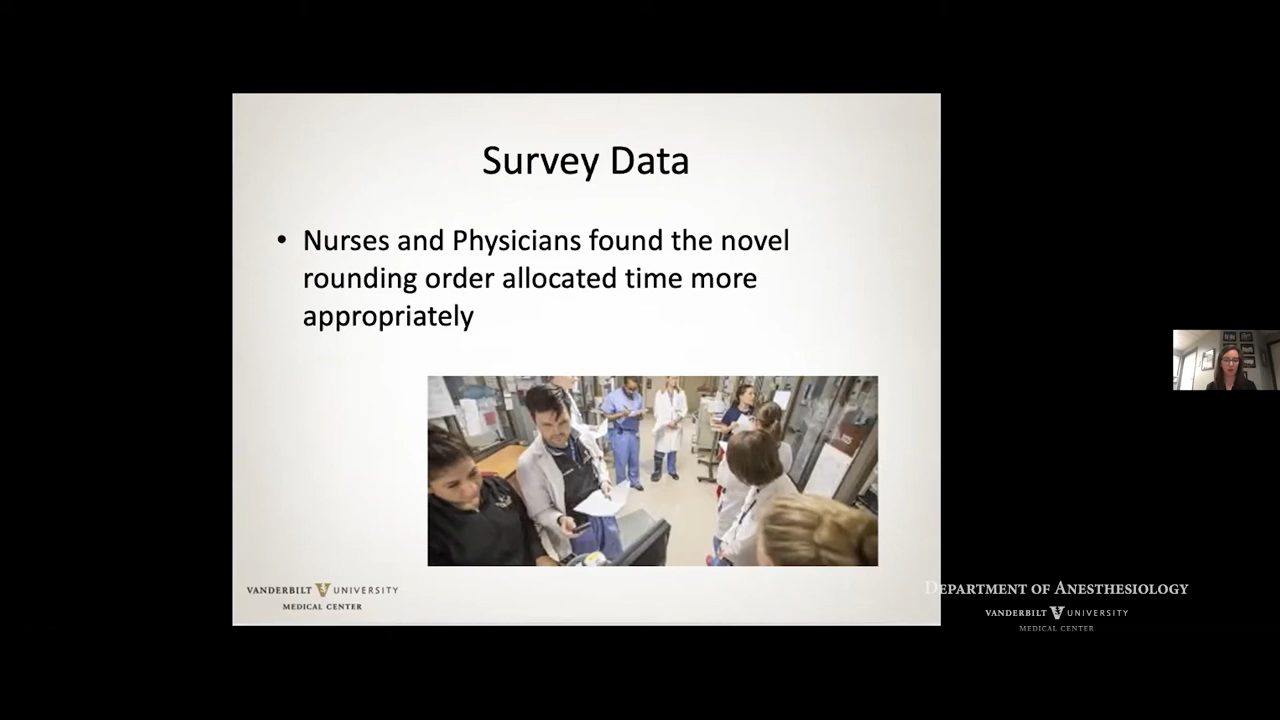 Survey Data
• Nurses and Physicians found the novel
rounding order allocated time more
appropriately
VANDERBILT UNIVERSITY
MEDICAL CENTER
DEPARTMENT OF ANESTHESIOLOGY
VANDERBILT UNIVERSITY
MEDICAL CENTER